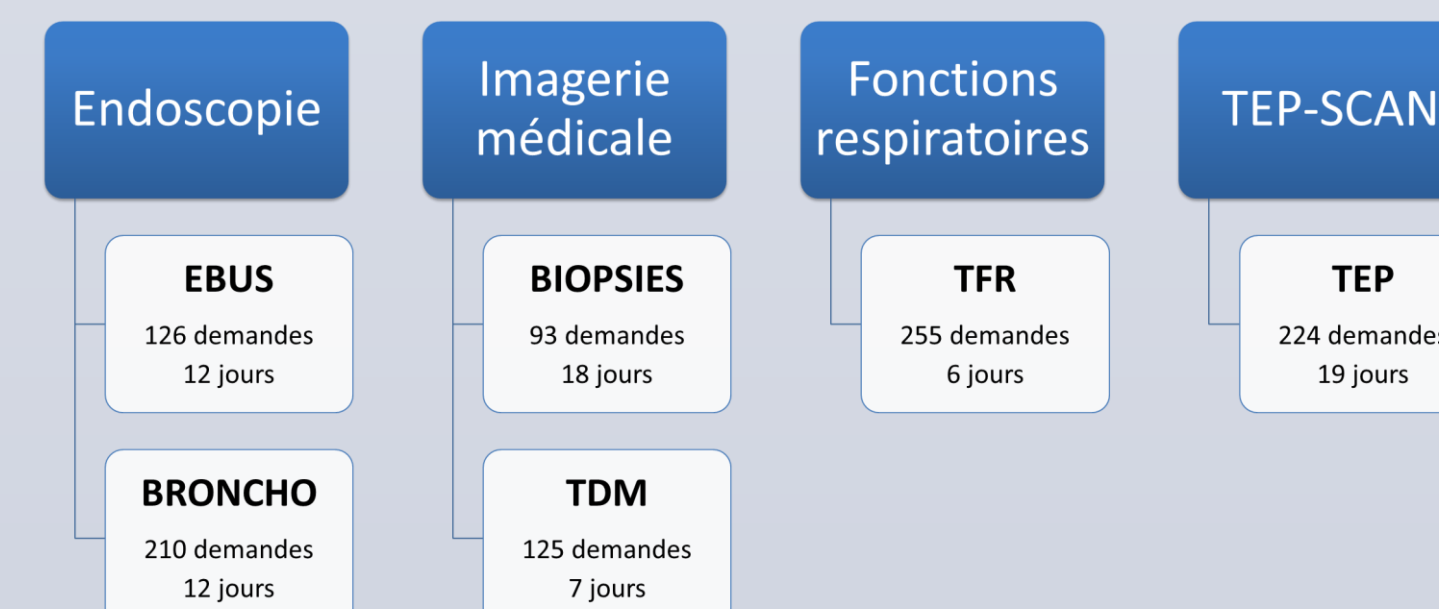 Endoscopie
EBUS
126 demandes
12 jours
BRONCHO
210 demandes
12 jours
Imagerie
médicale
BIOPSIES
93 demandes
18 jours
TDM
125 demandes
7 jours
Fonctions
respiratoires
TFR
255 demandes
6 jours
TEP-SCAN
TEP
224 demandes
19 jours